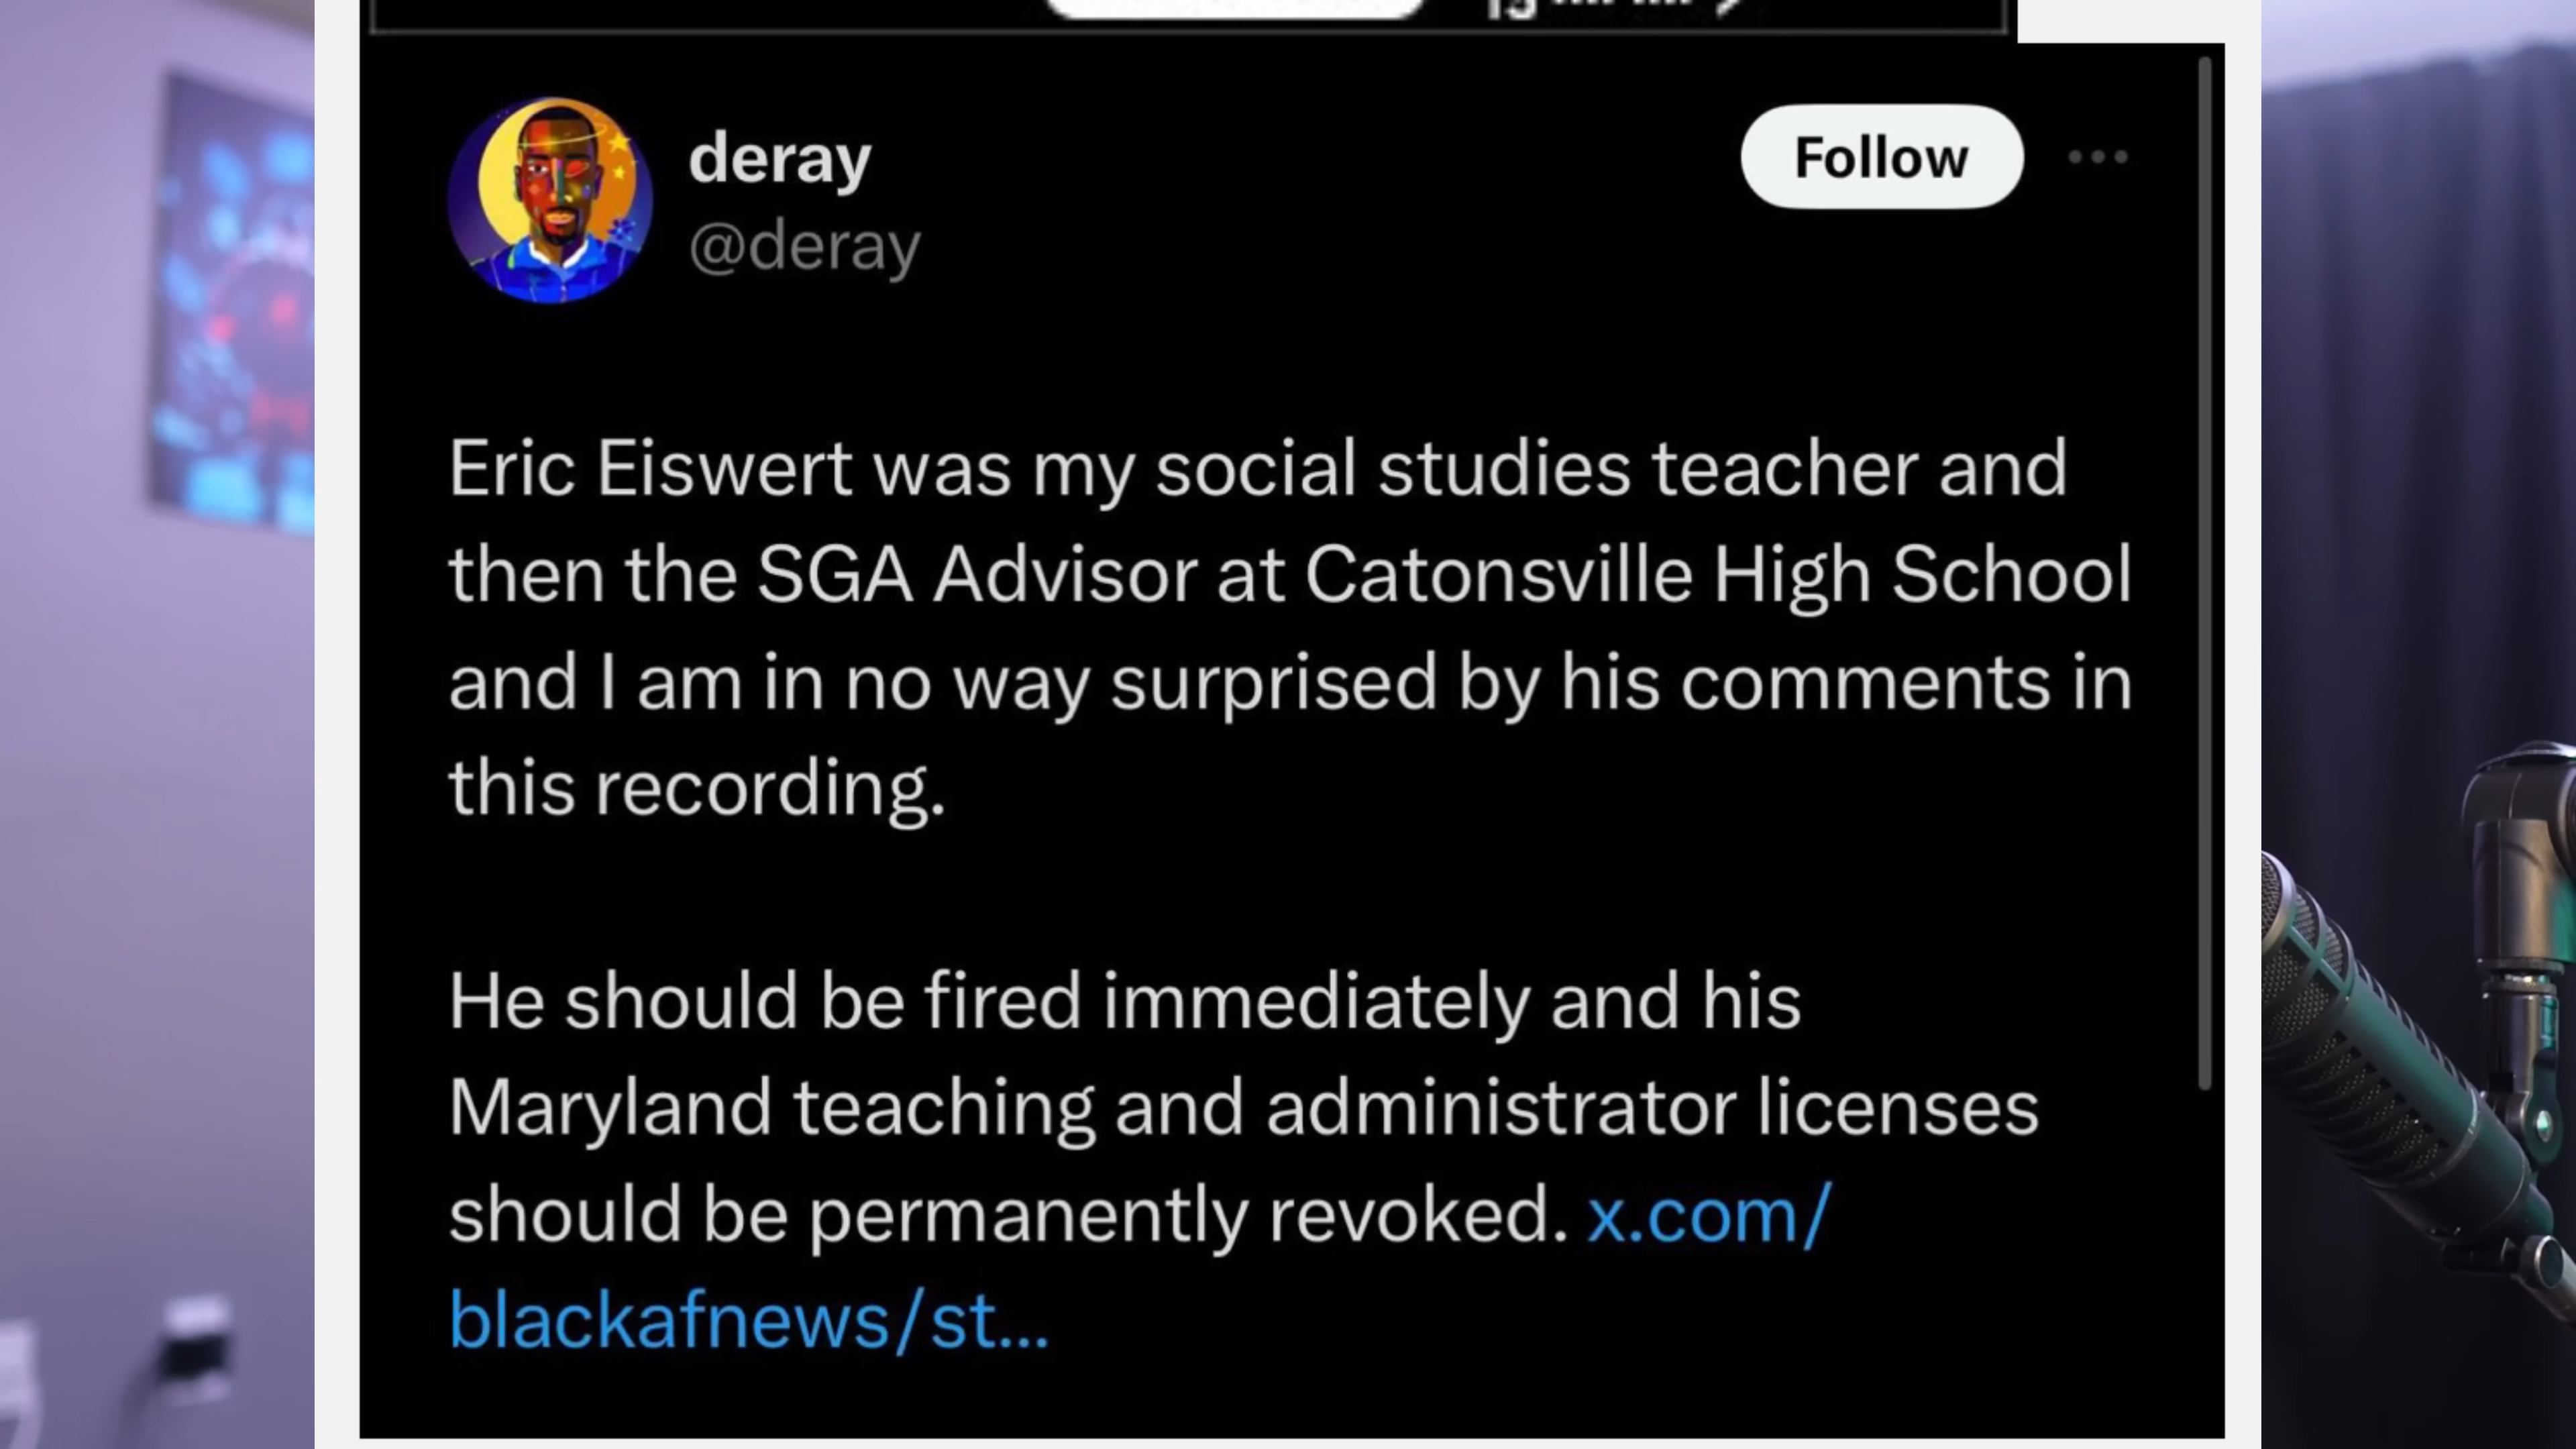 deray
Follow
@deray
Eric Eiswert was my social studies teacher and
then the SGA Advisor at Catonsville High School
and I am in no way surprised by his comments in
this recording.
He should be fired immediately and his
Maryland teaching and administrator licenses
should be permanently revoked. x.com/
blackafnews/st...